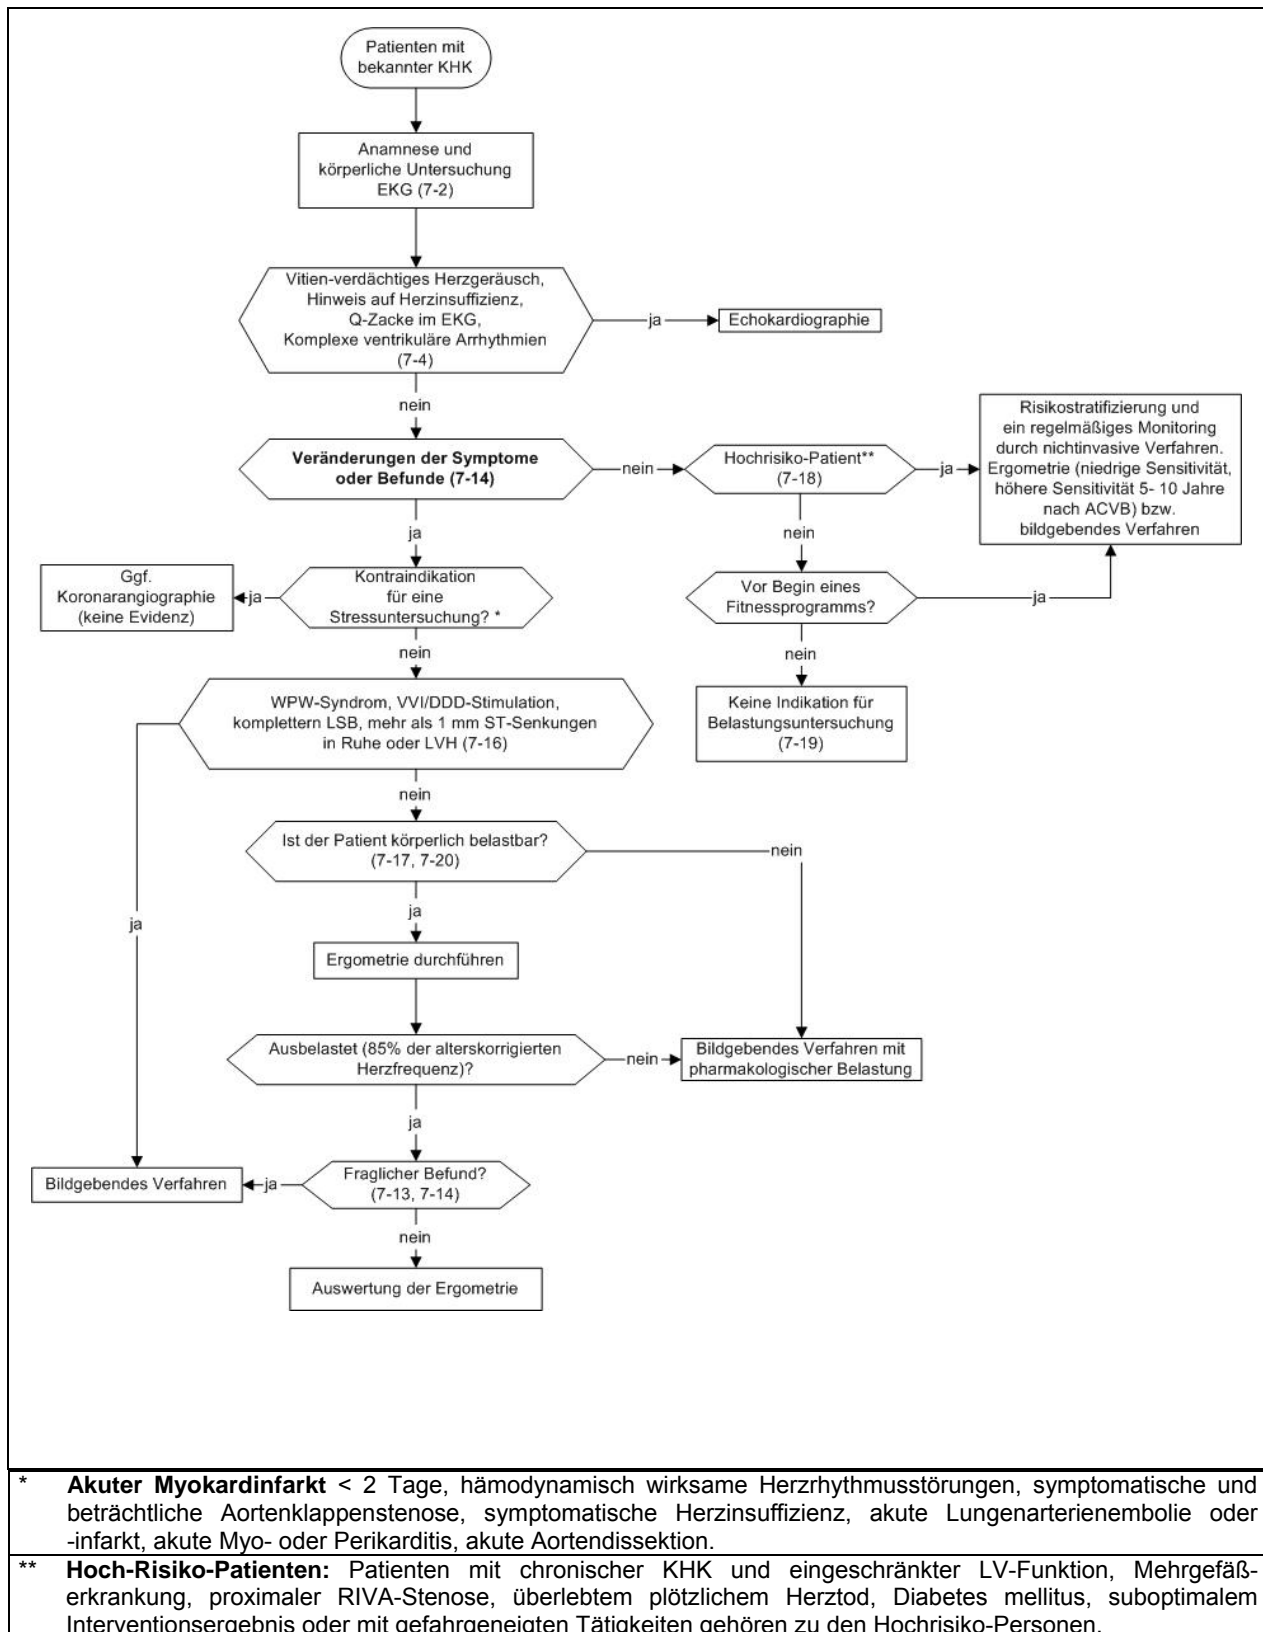 Patienten mit
bekannter KHK
Anamnese und
körperliche Untersuchung
EKG (7-2)
Vitien-verdächtiges Herzgeräusch,
Hinweis auf Herzinsuffizienz,
Q-Zacke im EKG,
Komplexe ventrikuläre Arrhythmien
(7-4)
ja
Echokardiographie
nein
Veränderungen der Symptome
oder Befunde (7-14)
nein
Hochrisiko-Patient**
(7-18)
ja
Risikostratifizierung und
ein regelmäßiges Monitoring
durch nichtinvasive Verfahren.
Ergometrie (niedrige Sensitivität,
höhere Sensitivität 5- 10 Jahre
nach ACVB) bzw.
bildgebendes Verfahren
ja
nein
Ggf.
Koronarangiographie
(keine Evidenz)
ja
Kontraindikation
für eine
Stressuntersuchung? *
Vor Begin eines
Fitnessprogramms?
ja
nein
nein
WPW-Syndrom, VVI/DDD-Stimulation,
komplettern LSB, mehr als 1 mm ST-Senkungen
in Ruhe oder LVH (7-16)
Keine Indikation für
Belastungsuntersuchung
(7-19)
nein
Ist der Patient körperlich belastbar?
(7-17, 7-20)
nein
ja
ja
Ergometrie durchführen
Ausbelastet (85% der alterskorrigierten
Herzfrequenz)?
nein
Bildgebendes Verfahren mit
pharmakologischer Belastung
ja
Bildgebendes Verfahren
ja
Fraglicher Befund?
(7-13, 7-14)
nein
Auswertung der Ergometrie
* Akuter Myokardinfarkt < 2 Tage, hämodynamisch wirksame Herzrhythmusstörungen, symptomatische und
beträchtliche Aortenklappenstenose, symptomatische Herzinsuffizienz, akute Lungenarterienembolie oder
-infarkt, akute Myo- oder Perikarditis, akute Aortendissektion.
** Hoch-Risiko-Patienten: Patienten mit chronischer KHK und eingeschränkter LV-Funktion, Mehrgefäß-
erkrankung, proximaler RIVA-Stenose, überlebtem plötzlichem Herztod, Diabetes mellitus, suboptimalem
Interventionsergebnis oder mit gefahrgeneigten Tätigkeiten gehören zu den Hochrisiko-Personen.